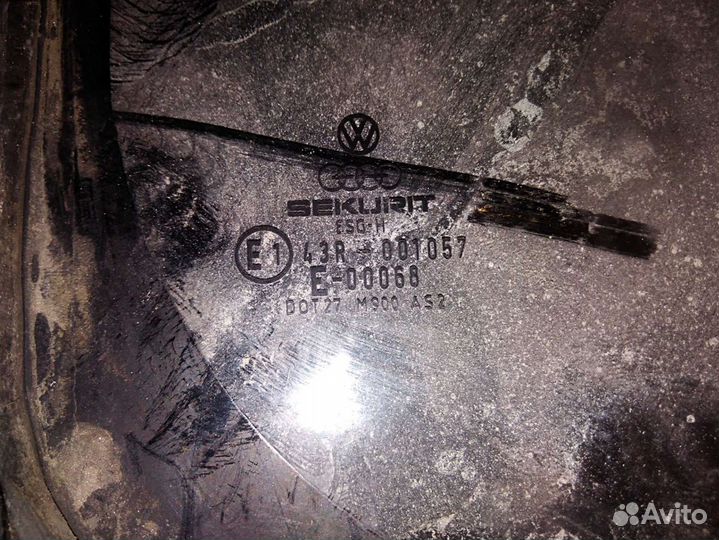 SEKURIT
ESG-H
E1 43R-001057
E-00068
DOT27 M900 AS2
Avito